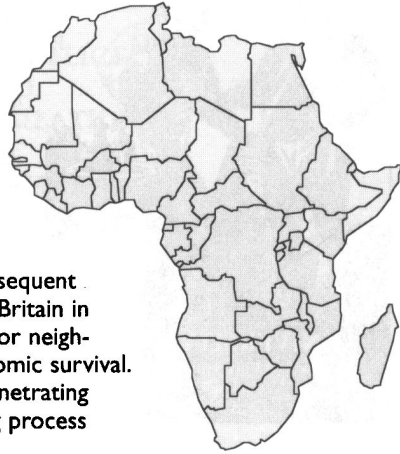 sequent
Britain in
or neigh-
omic survival.
netrating
g process